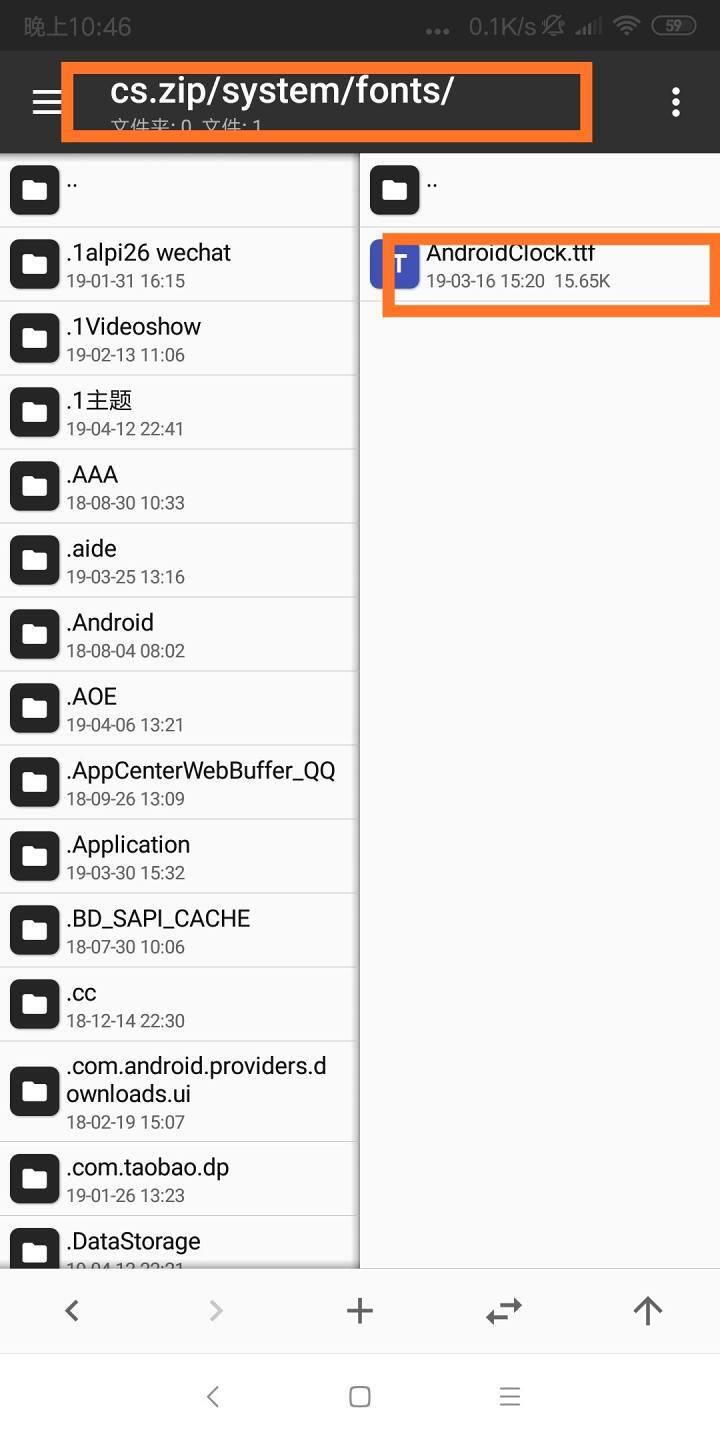 晚上10:46
... 0.1K/s
59
cs.zip/system/fonts/
文件夹: 0 文件: 1
..
.1alpi26 wechat
19-01-31 16:15
.1Videoshow
19-02-13 11:06
.1主题
19-04-12 22:41
.AAA
18-08-30 10:33
.aide
19-03-25 13:16
.Android
18-08-04 08:02
.AOE
19-04-06 13:21
.AppCenterWebBuffer_QQ
18-09-26 13:09
.Application
19-03-30 15:32
.BD_SAPI_CACHE
18-07-30 10:06
.cc
18-12-14 22:30
.com.android.providers.d
ownloads.ui
18-02-19 15:07
.com.taobao.dp
19-01-26 13:23
.DataStorage
..
T
AndroidClock.ttf
19-03-16 15:20 15.65K